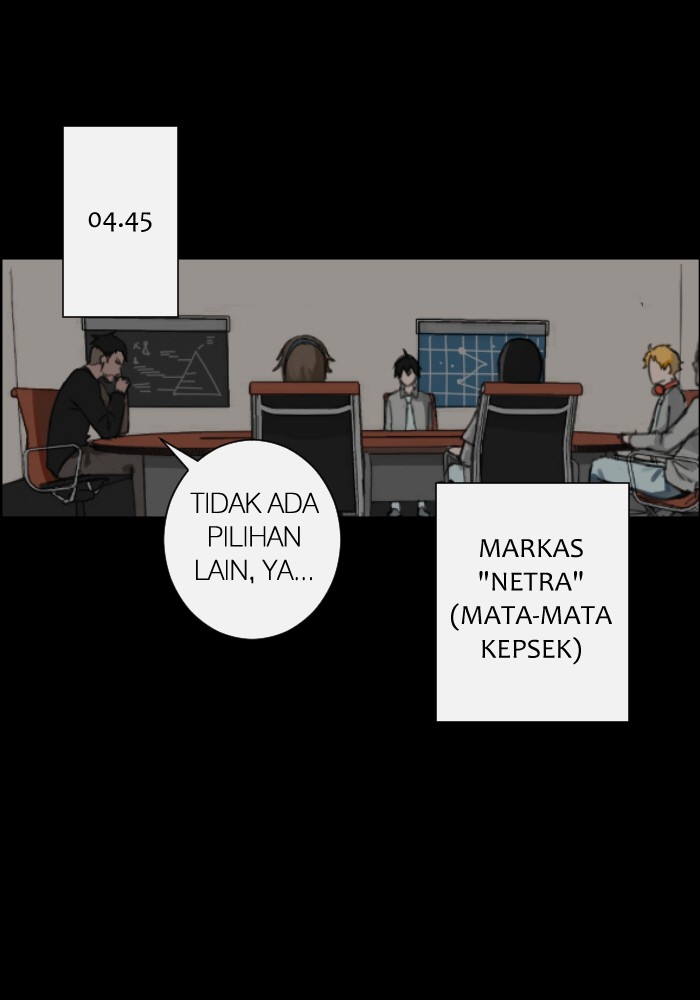 04.45
TIDAK ADA
PILIHAN
LAIN, YA...
MARKAS
"NETRA"
(MATA-MATA
KEPSEK)